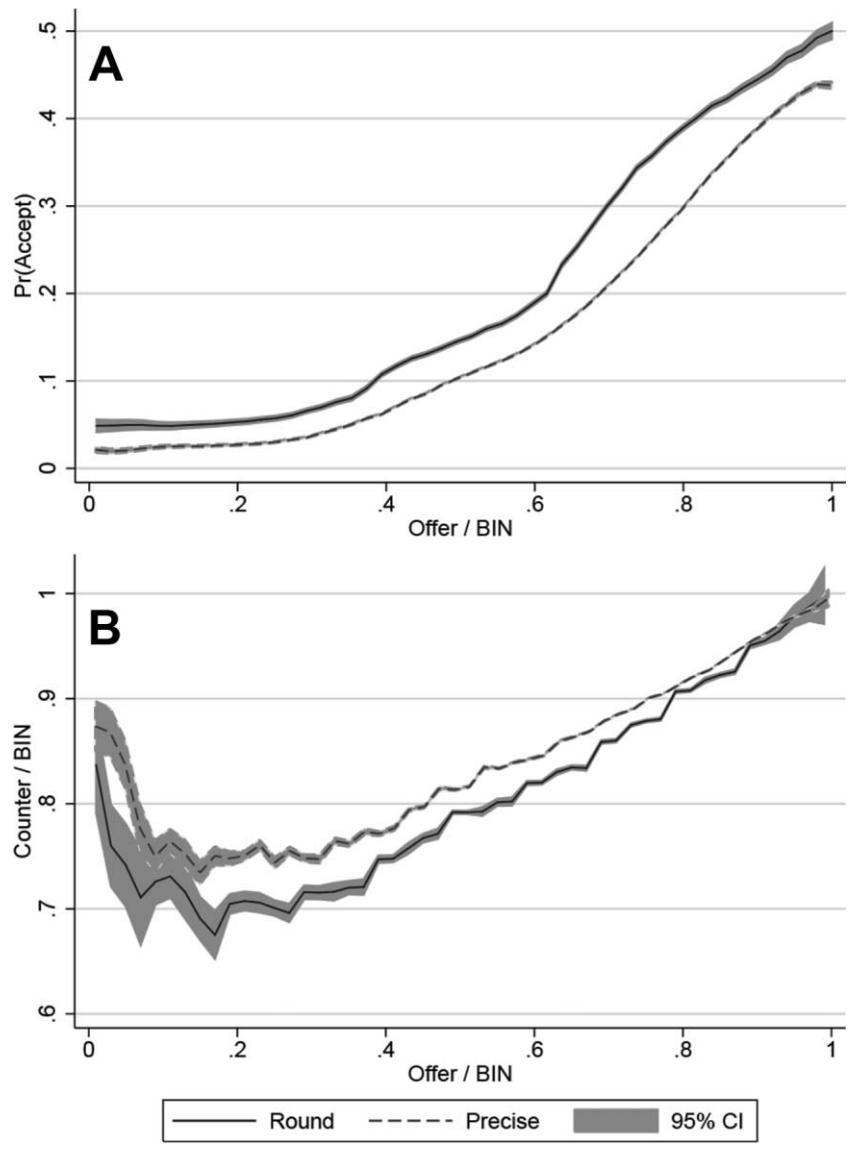 A
Pr(Accept)
.5
.4
.3
.2
.1
0
0 .2 .4 .6 .8 1
Offer / BIN
B
Counter / BIN
1
.9
.8
.7
.6
0 .2 .4 .6 .8 1
Offer / BIN
Round Precise 95% CI